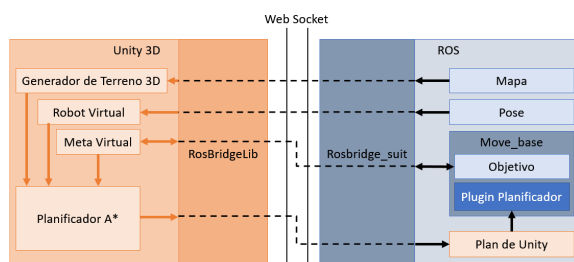 Web Socket
Unity 3D
ROS
Generador de Terreno 3D
Mapa
Robot Virtual
Pose
Meta Virtual
Move_base
RosBridgeLib
Rosbridge_suit
Objetivo
Plugin Planificador
Planificador A*
Plan de Unity